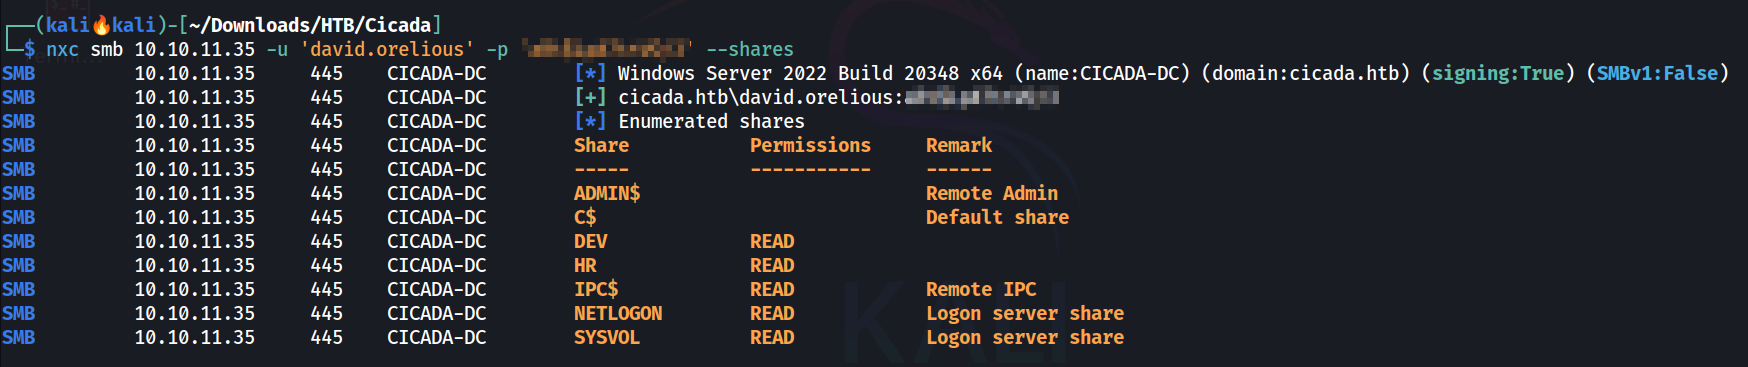 ┌──(kali🔥kali)-[~/Downloads/HTB/Cicada]
└─$ nxc smb 10.10.11.35 -u 'david.orelious' -p ' ' --shares
SMB 10.10.11.35 445 CICADA-DC [*] Windows Server 2022 Build 20348 x64 (name:CICADA-DC) (domain:cicada.htb) (signing:True) (SMBv1:False)
SMB 10.10.11.35 445 CICADA-DC [+] cicada.htb\david.orelious:
SMB 10.10.11.35 445 CICADA-DC [*] Enumerated shares
SMB 10.10.11.35 445 CICADA-DC Share Permissions Remark
SMB 10.10.11.35 445 CICADA-DC ----- ----------- ------
SMB 10.10.11.35 445 CICADA-DC ADMIN$ Remote Admin
SMB 10.10.11.35 445 CICADA-DC C$ Default share
SMB 10.10.11.35 445 CICADA-DC DEV READ
SMB 10.10.11.35 445 CICADA-DC HR READ
SMB 10.10.11.35 445 CICADA-DC IPC$ READ Remote IPC
SMB 10.10.11.35 445 CICADA-DC NETLOGON READ Logon server share
SMB 10.10.11.35 445 CICADA-DC SYSVOL READ Logon server share
KALI